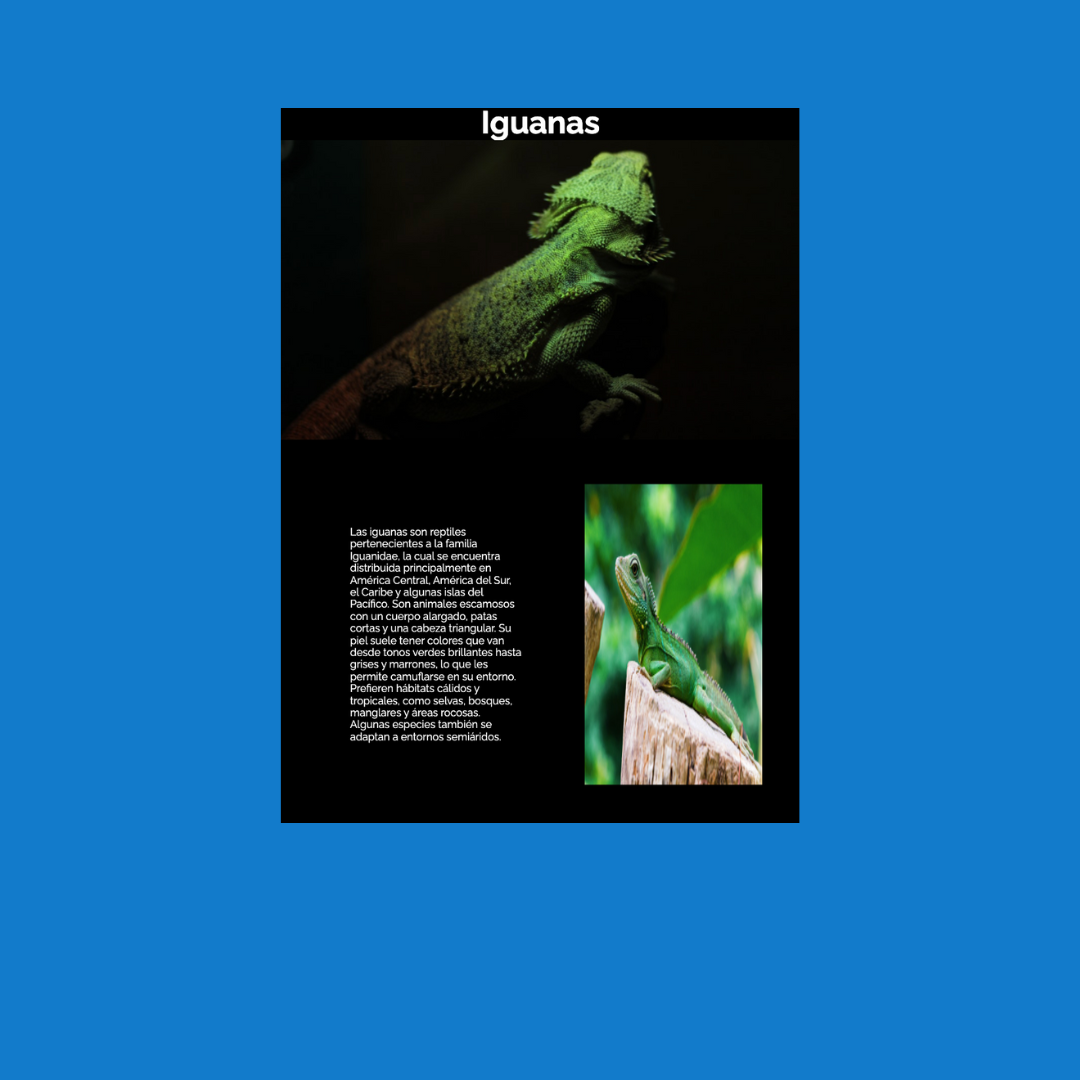 Iguanas
Las iguanas son reptiles
pertenecientes a la familia
Iguanidae, la cual se encuentra
distribuida principalmente en
América Central, América del Sur,
el Caribe y algunas islas del
Pacífico. Son animales escamosos
con un cuerpo alargado, patas
cortas y una cabeza triangular. Su
piel suele tener colores que van
desde tonos verdes brillantes hasta
grises y marrones, lo que les
permite camuflarse en su entorno.
Prefieren hábitats cálidos y
tropicales, como selvas, bosques,
manglares y áreas rocosas.
Algunas especies también se
adaptan a entornos semiáridos.